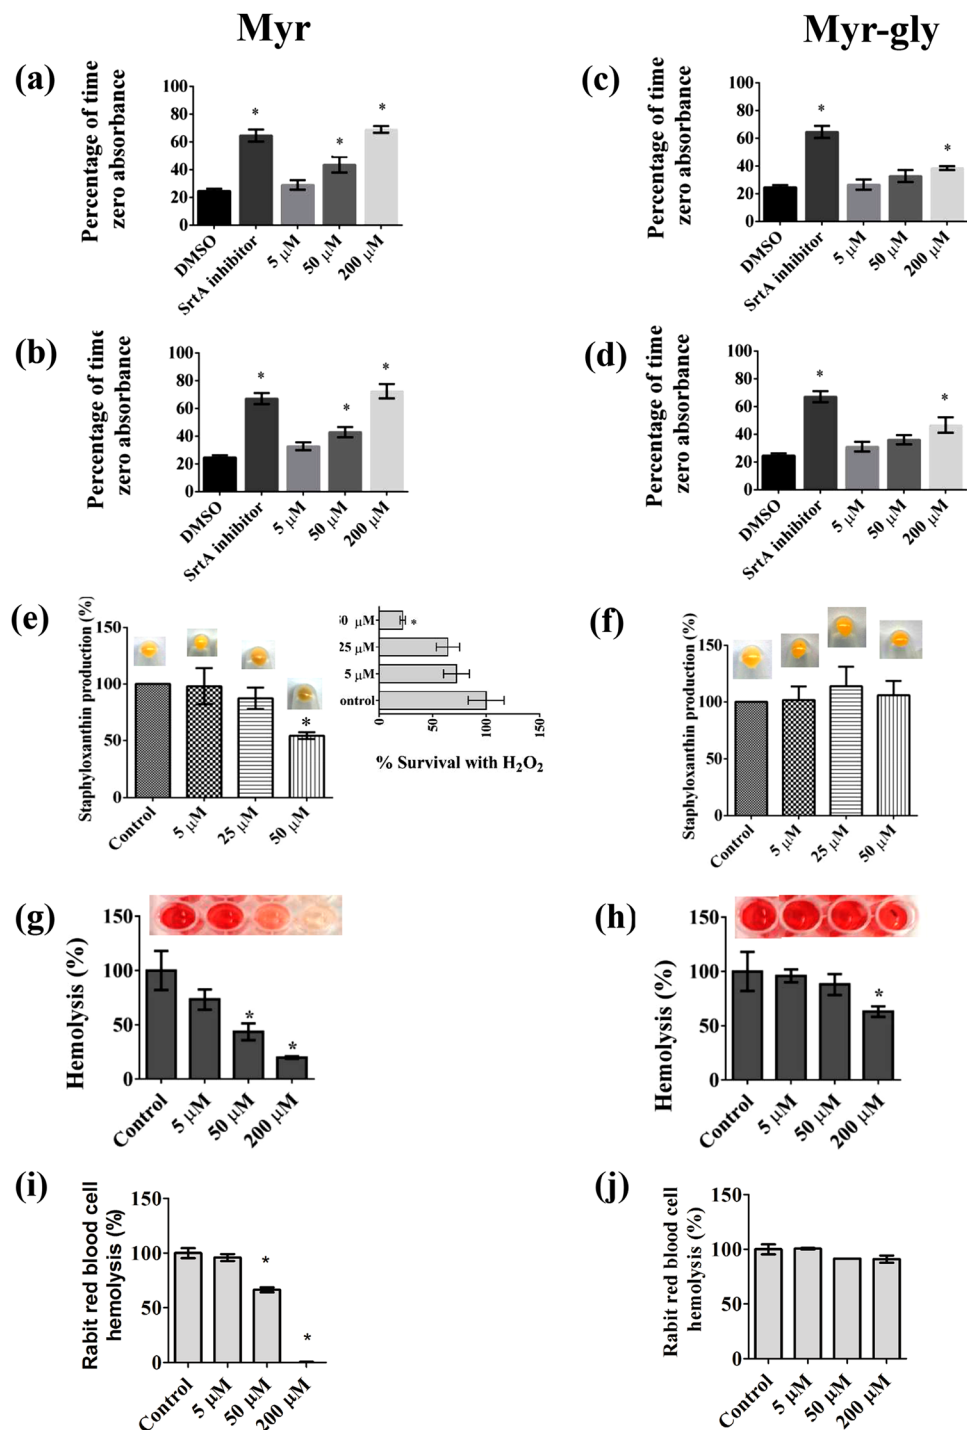 Myr
Myr-gly
(a)
Percentage of time
zero absorbance
100
80
60
40
20
0
*
*
*
DMSO
SrtA inhibitor
5 μM
50 μM
200 μM
(c)
Percentage of time
zero absorbance
100
80
60
40
20
0
*
*
DMSO
SrtA inhibitor
5 μM
50 μM
200 μM
(b)
Percentage of time
zero absorbance
100
80
60
40
20
0
*
*
*
DMSO
SrtA inhibitor
5 μM
50 μM
200 μM
(d)
Percentage of time
zero absorbance
100
80
60
40
20
0
*
*
DMSO
SrtA inhibitor
5 μM
50 μM
200 μM
(e)
Staphyloxanthin production (%)
150
100
50
0
*
Control
5 μM
25 μM
50 μM
μM
25 μM
5 μM
ontrol
*
0
50
100
150
% Survival with H₂O₂
(f)
Staphyloxanthin production (%)
150
100
50
0
Control
5 μM
25 μM
50 μM
(g)
Hemolysis (%)
150
100
50
0
*
*
Control
5 μM
50 μM
200 μM
(h)
Hemolysis (%)
150
100
50
0
*
Control
5 μM
50 μM
200 μM
(i)
Rabit red blood cell
hemolysis (%)
150
100
50
0
*
*
Control
5 μM
50 μM
200 μM
(j)
Rabit red blood cell
hemolysis (%)
150
100
50
0
Control
5 μM
50 μM
200 μM